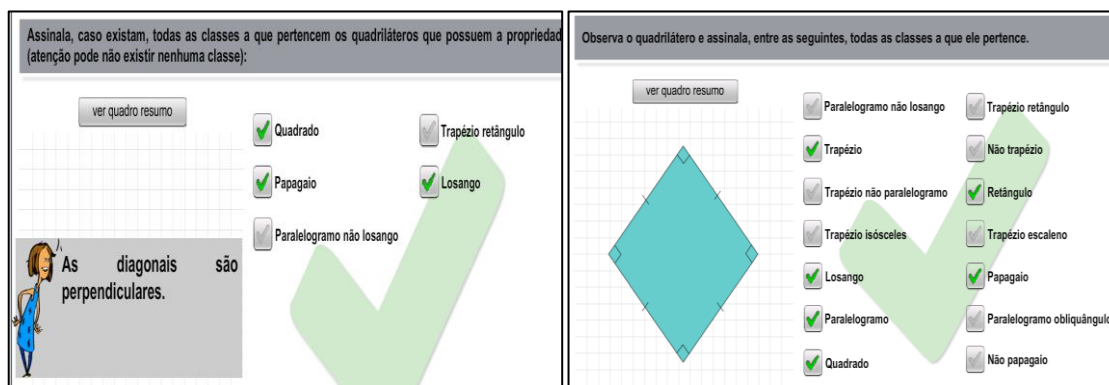 Assinala, caso existam, todas as classes a que pertencem os quadriláteros que possuem a propriedad
(atenção pode não existir nenhuma classe):
ver quadro resumo
Quadrado
Trapézio retângulo
Papagaio
Losango
Paralelogramo não losango
As diagonais são
perpendiculares.
Observa o quadrilátero e assinala, entre as seguintes, todas as classes a que ele pertence.
ver quadro resumo
Paralelogramo não losango
Trapézio retângulo
Trapézio
Não trapézio
Trapézio não paralelogramo
Retângulo
Trapézio isósceles
Trapézio escaleno
Losango
Papagaio
Paralelogramo
Paralelogramo obliquângulo
Quadrado
Não papagaio